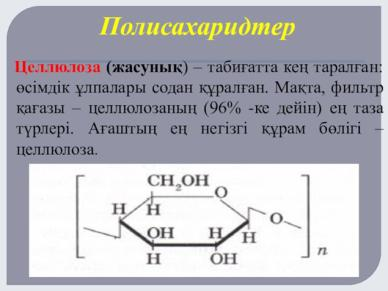 Полисахаридтер
Целлюлоза (жасунық) – табиғатта кең таралған:
өсімдік ұлпалары содан құралған. Мақта, фильтр
қағазы – целлюлозаның (96% -ке дейін) ең таза
түрлері. Ағаштың ең негізгі құрам бөлігі –
целлюлоза.
CH₂OH
O
H H H
O
OH H
n
H OH